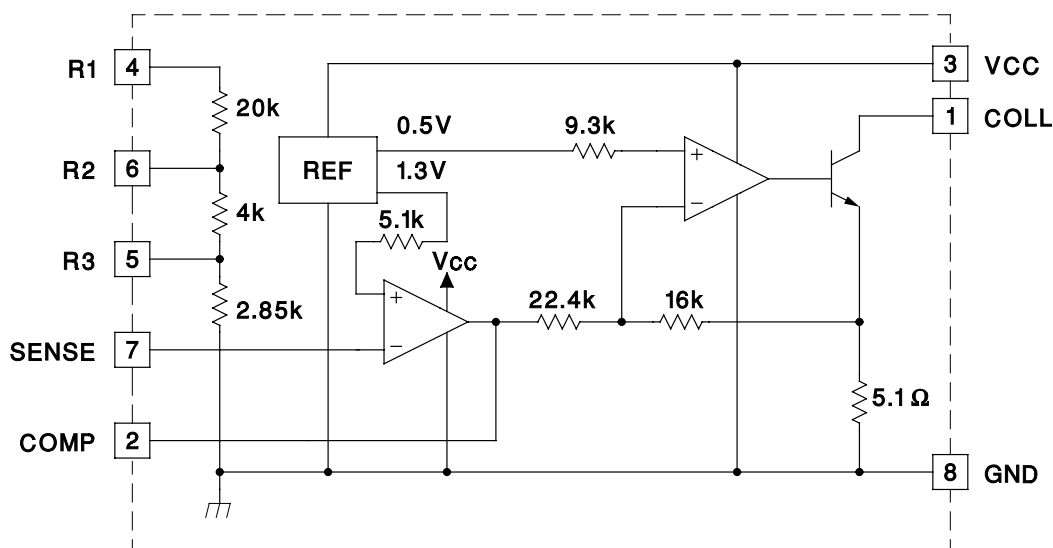 R1 4
20k
R2 6
4k
R3 5
2.85k
SENSE 7
COMP 2
REF
0.5V
1.3V
5.1k
VCC
+
−
22.4k
16k
9.3k
+
−
3 VCC
1 COLL
5.1Ω
8 GND